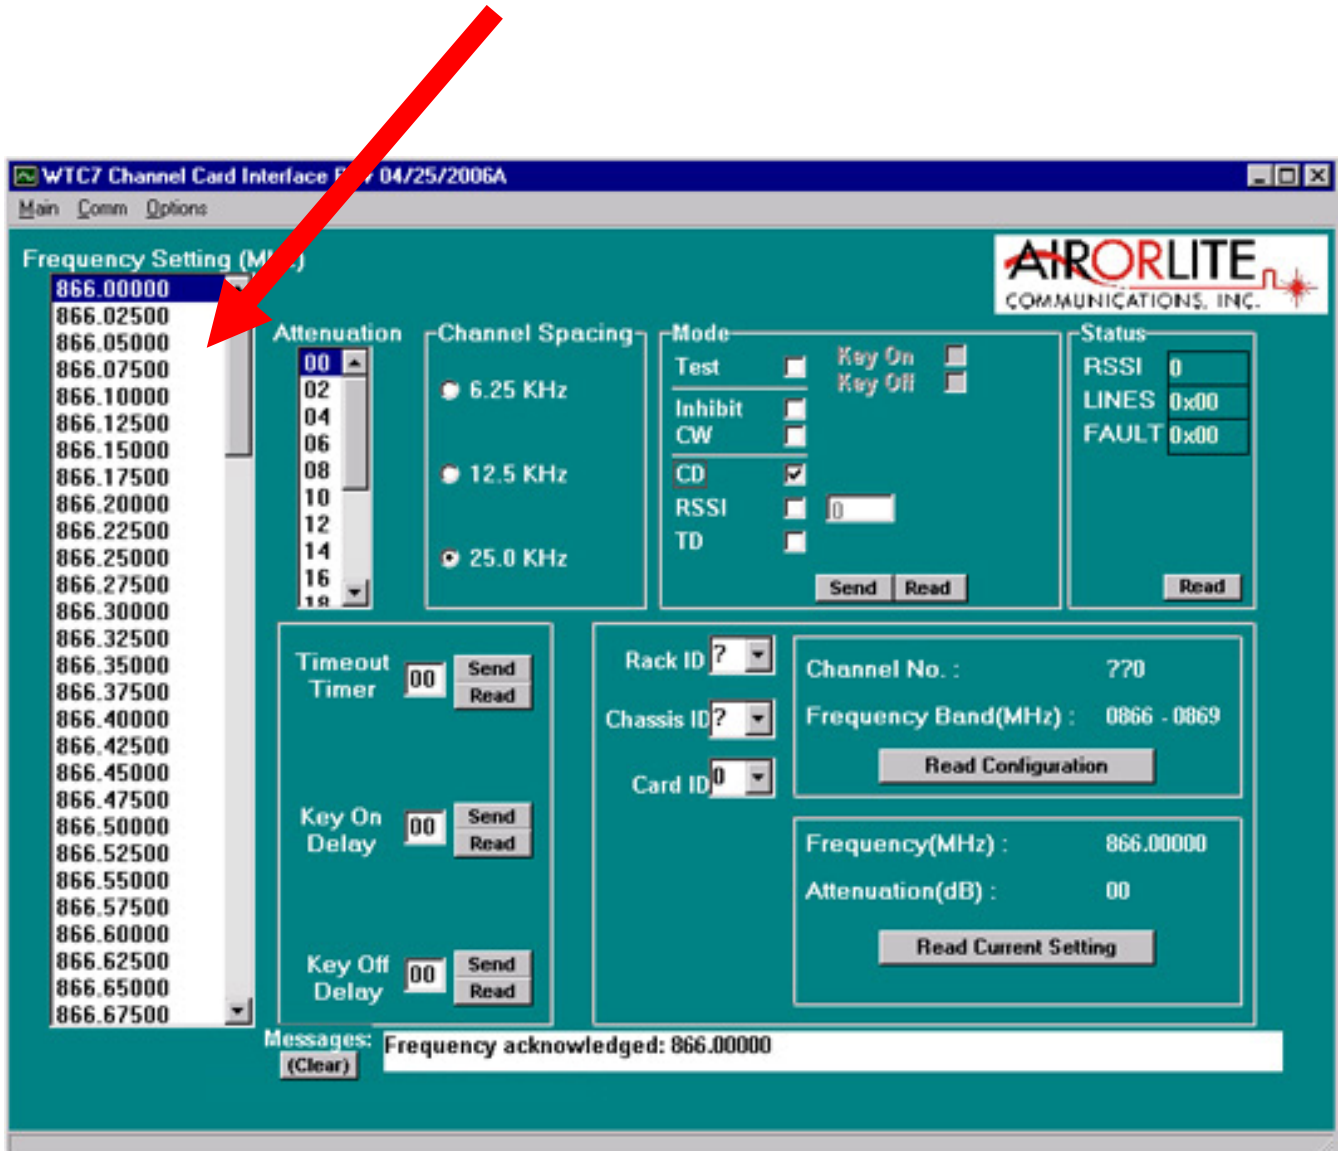 WTC7 Channel Card Interface 04/25/2006A
Main Comm Options
AIRORLITE
COMMUNICATIONS, INC.
Frequency Setting
866.00000
866.02500
866.05000
866.07500
866.10000
866.12500
866.15000
866.17500
866.20000
866.22500
866.25000
866.27500
866.30000
866.32500
866.35000
866.37500
866.40000
866.42500
866.45000
866.47500
866.50000
866.52500
866.55000
866.57500
866.60000
866.62500
866.65000
866.67500
Attenuation
00
02
04
06
08
10
12
14
16
18
Channel Spacing
6.25 KHz
12.5 KHz
25.0 KHz
Mode
Test
Key On
Key Off
Inhibit
CW
CD
RSSI 0
TD
Send Read
Status
RSSI 0
LINES 0x00
FAULT 0x00
Read
Timeout
Timer
00
Send
Read
Key On
Delay
00
Send
Read
Key Off
Delay
00
Send
Read
Rack ID ?
Chassis ID ?
Card ID 0
Channel No. : ??0
Frequency Band(MHz) : 0866 - 0869
Read Configuration
Frequency(MHz) : 866.00000
Attenuation(dB) : 00
Read Current Setting
Messages:
(Clear)
Frequency acknowledged: 866.00000